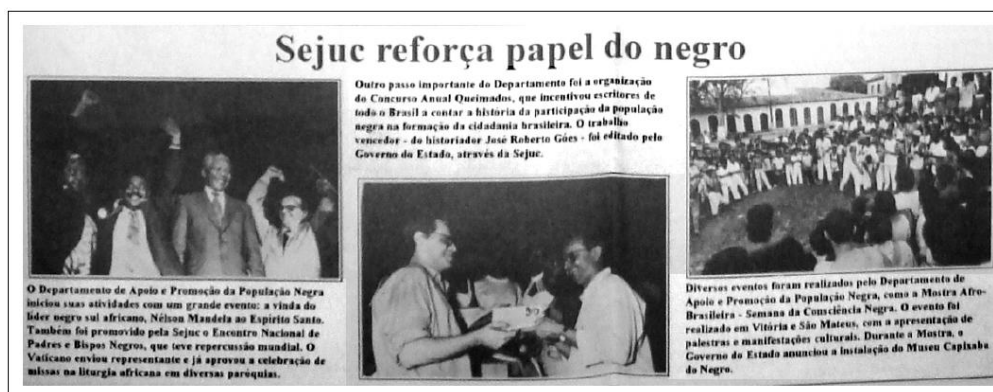 Sejuc reforça papel do negro
O Departamento de Apoio e Promoção da População Negra
iniciou suas atividades com um grande evento: a vinda do
líder negro sul africano, Nélson Mandela ao Espírito Santo.
Também foi promovido pela Sejuc o Encontro Nacional de
Padres e Bispos Negros, que teve repercussão mundial. O
Vaticano enviou representante e já aprovou a celebração de
missas na liturgia africana em diversas paróquias.
Outro passo importante do Departamento foi a organização
do Concurso Anual Queimados, que incentivou escritores de
todo o Brasil a contar a história da participação da população
negra na formação da cidadania brasileira. O trabalho
vencedor - do historiador José Roberto Góes - foi editado pelo
Governo do Estado, através da Sejuc.
Diversos eventos foram realizados pelo Departamento de
Apoio e Promoção da População Negra, como a Mostra Afro-
Brasileira - Semana da Consciência Negra. O evento foi
realizado em Vitória e São Mateus, com a apresentação de
palestras e manifestações culturais. Durante a Mostra, o
Governo do Estado anunciou a instalação do Museu Capixaba
do Negro.